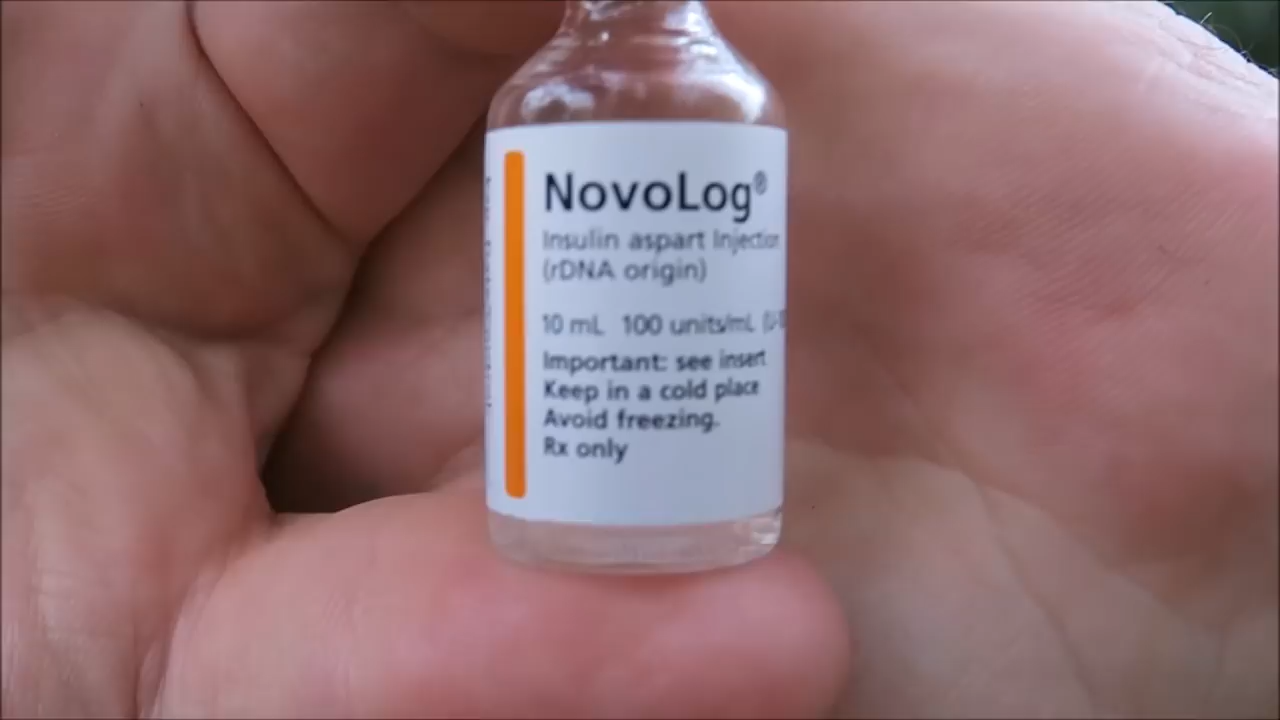 NovoLog®
Insulin aspart Injection
(rDNA origin)
10 mL 100 units/mL
Important: see insert
Keep in a cold place
Avoid freezing.
Rx only